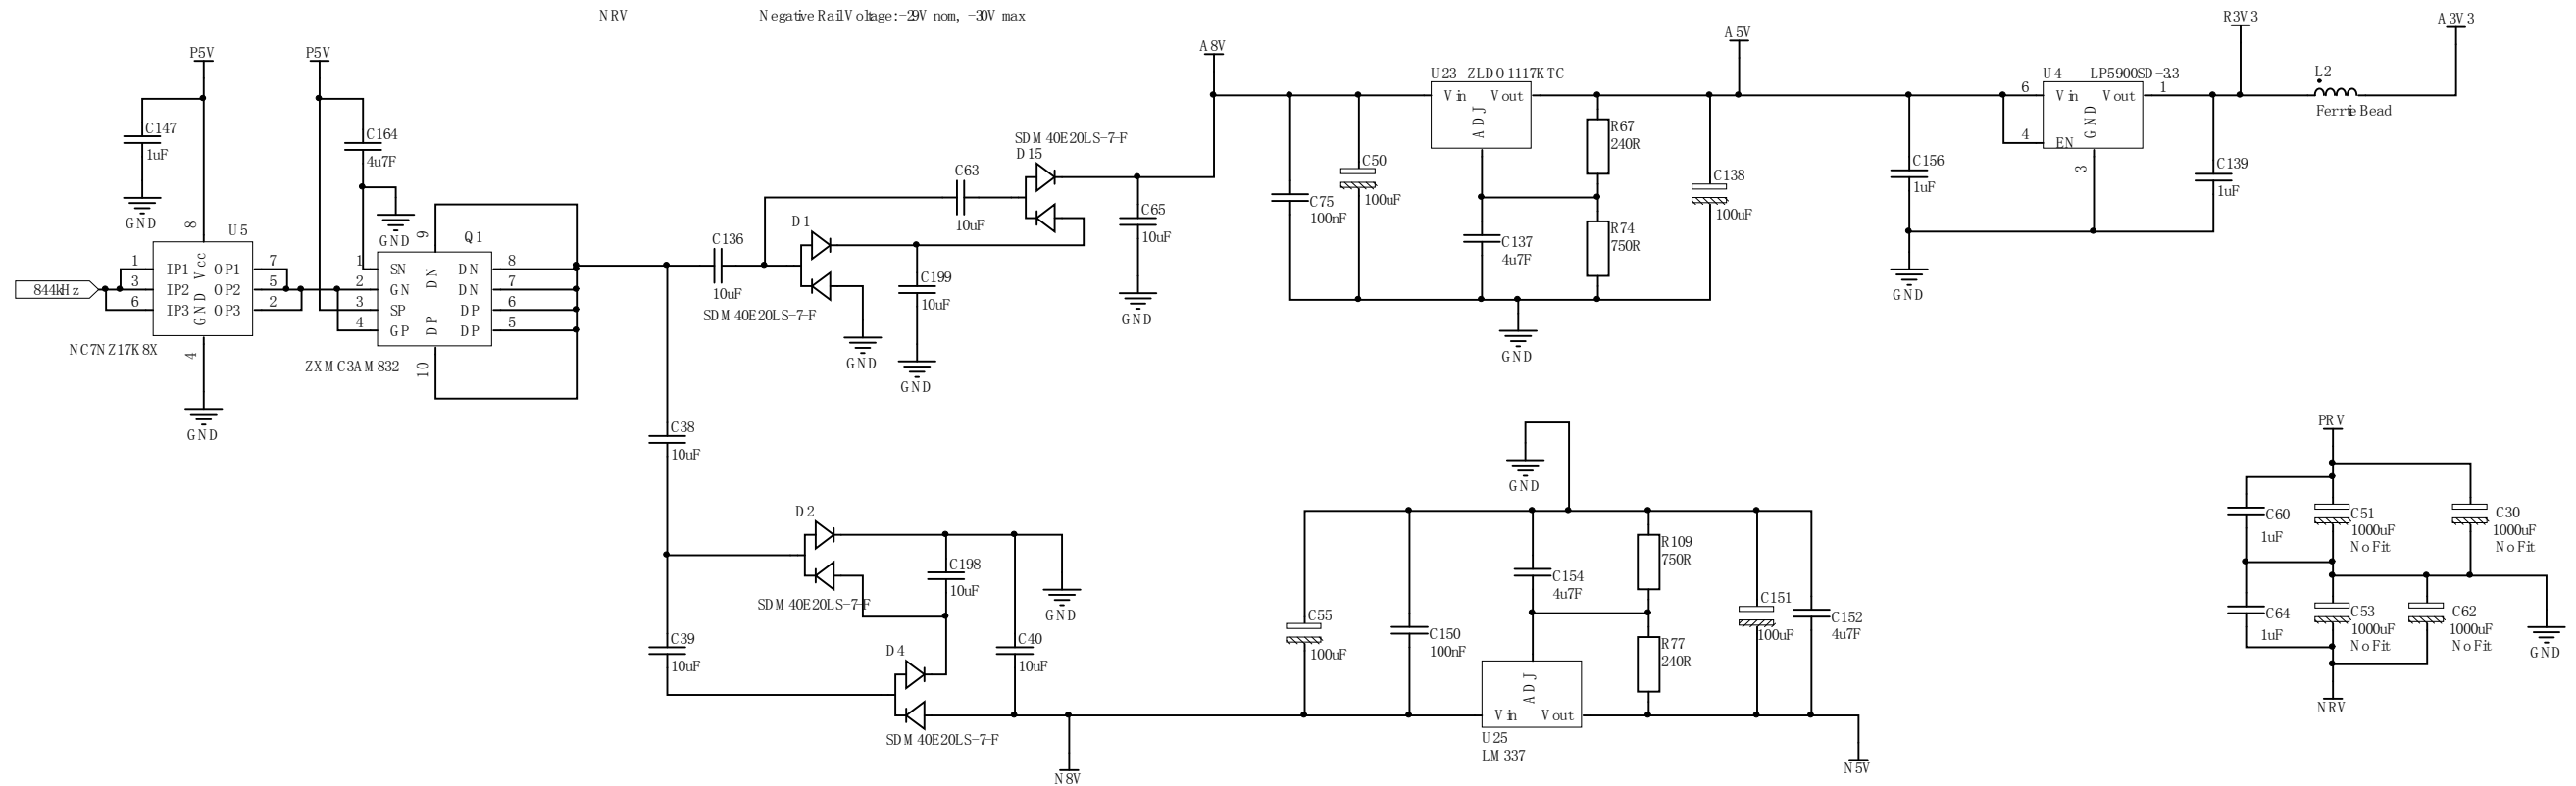 NRV
Negative Rail Voltage: -29V nom, -30V max
P5V
C147
1uF
GND
P5V
C164
4u7F
GND
844kHz
U5
8
Vcc
1 IP1 OP1 7
3 IP2 OP2 5
6 IP3 OP3 2
GND
4
NC7NZ17K8X
GND
Q1
9
DN
1 SN DN 8
2 GN DN 7
3 SP DP 6
4 GP DP 5
DP
10
ZXMC3AM832
C136
10uF
D1
SDM40E20LS-7-F
GND
C199
10uF
GND
C63
10uF
SDM40E20LS-7-F
D15
C65
10uF
GND
A8V
C75
100nF
C50
100uF
U23 ZLDO1117KTC
Vin Vout
ADJ
R67
240R
R74
750R
C137
4u7F
C138
100uF
GND
A5V
C156
1uF
GND
U4 LP5900SD-3.3
6 Vin Vout 1
4 EN
GND
3
C139
1uF
R3V3
L2
Ferrie Bead
A3V3
C38
10uF
D2
SDM40E20LS-7-F
C198
10uF
GND
C39
10uF
D4
SDM40E20LS-7-F
C40
10uF
N8V
C55
100uF
C150
100nF
GND
C154
4u7F
R109
750R
R77
240R
ADJ
Vin Vout
U25
LM337
C151
100uF
C152
4u7F
N5V
PRV
C60
1uF
C51
1000uF
No Fit
C30
1000uF
No Fit
C64
1uF
C53
1000uF
No Fit
C62
1000uF
No Fit
GND
NRV